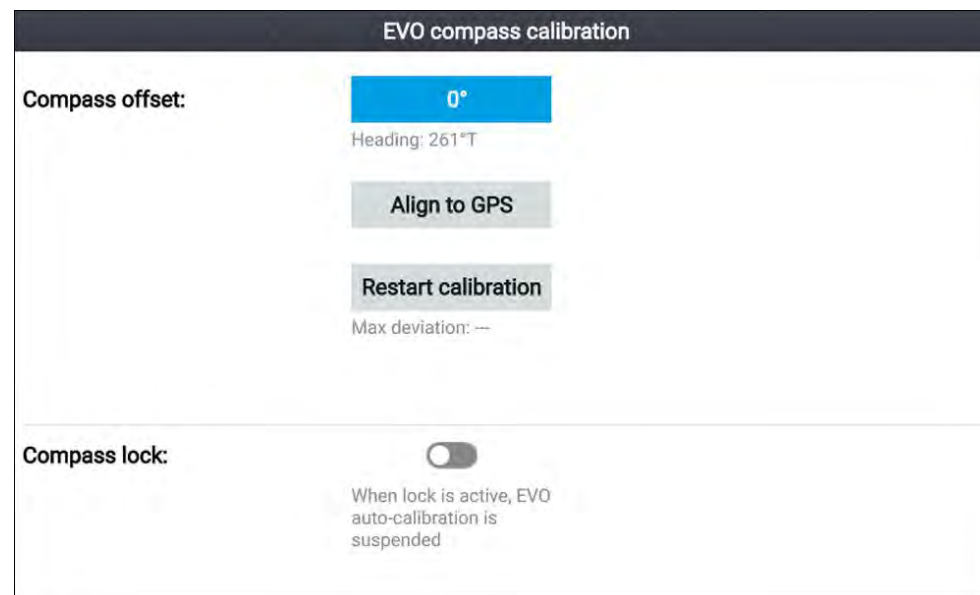 EVO compass calibration
Compass offset:
0°
Heading: 261°T
Align to GPS
Restart calibration
Max deviation: ---
Compass lock:
When lock is active, EVO
auto-calibration is
suspended